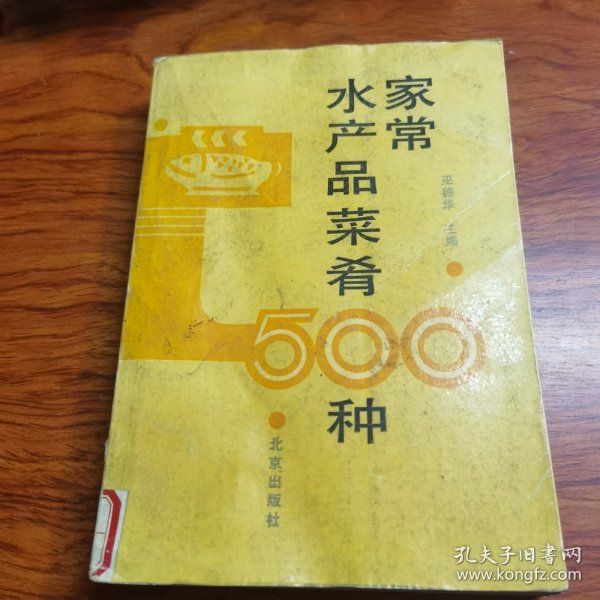 家常
水产品菜肴
500
种
巫德华 主编
北京出版社
孔夫子旧书网
www.kongfz.com